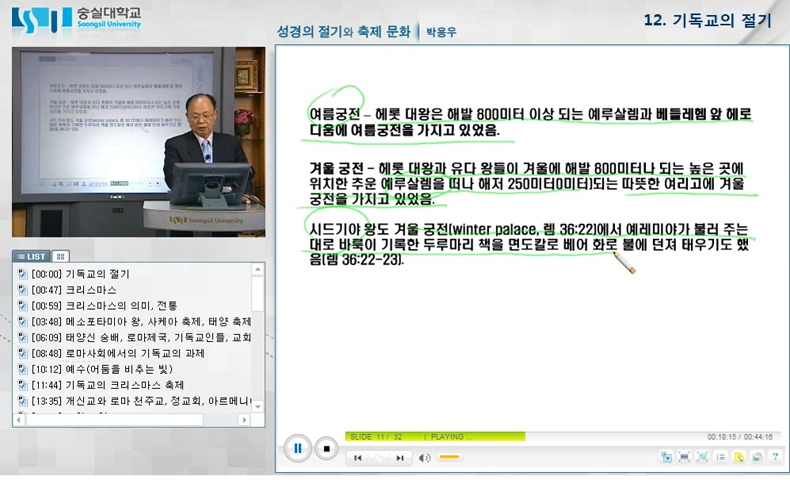 숭실대학교
Soongsil University
성경의 절기와 축제 문화 | 박용우
12. 기독교의 절기
여름궁전 – 헤롯 대왕은 해발 800미터 이상 되는 예루살렘과 베들레헴 앞 헤로
디움에 여름궁전을 가지고 있었음.
겨울 궁전 – 헤롯 대왕과 유다 왕들이 겨울에 해발 800미터나 되는 높은 곳에
위치한 추운 예루살렘을 떠나 해저 250미터0미터)되는 따뜻한 여리고에 겨울
궁전을 가지고 있었음.
시드기야 왕도 겨울 궁전(winter palace, 렘 36:22)에서 예레미야가 불러 주는
대로 바룩이 기록한 두루마리 책을 면도칼로 베어 화로 불에 던져 태우기도 했
음(렘 36:22-23).
Soongsil University
LIST
[00:00] 기독교의 절기
[00:47] 크리스마스
[00:59] 크리스마스의 의미, 전통
[03:48] 메소포타미아 왕, 사케아 축제, 태양 축제
[06:09] 태양신 숭배, 로마제국, 기독교인들, 교회
[08:48] 로마사회에서의 기독교의 과제
[10:12] 예수(어둠을 비추는 빛)
[11:44] 기독교의 크리스마스 축제
[13:35] 개신교와 로마 천주교, 정교회, 아르메니
SLIDE 11 / 32 | PLAYING ...
00:18:15 / 00:44:16